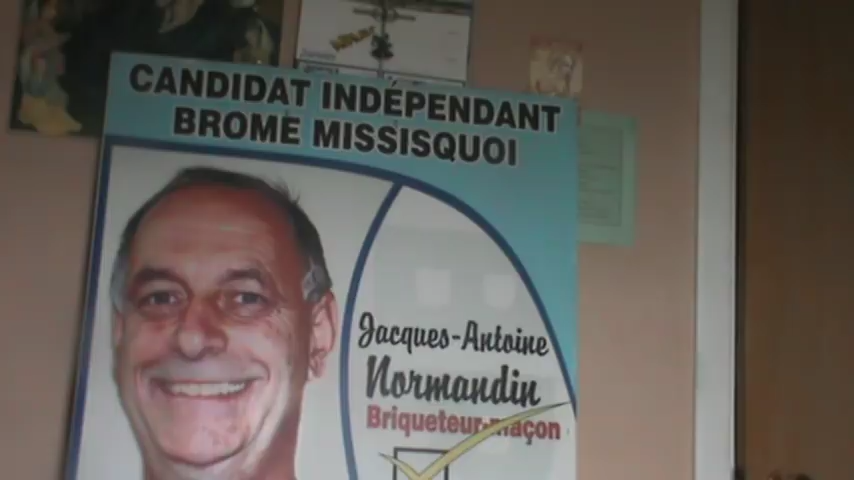 CANDIDAT INDÉPENDANT
BROME MISSISQUOI
Jacques-Antoine
Normandin
Briqueteur-maçon